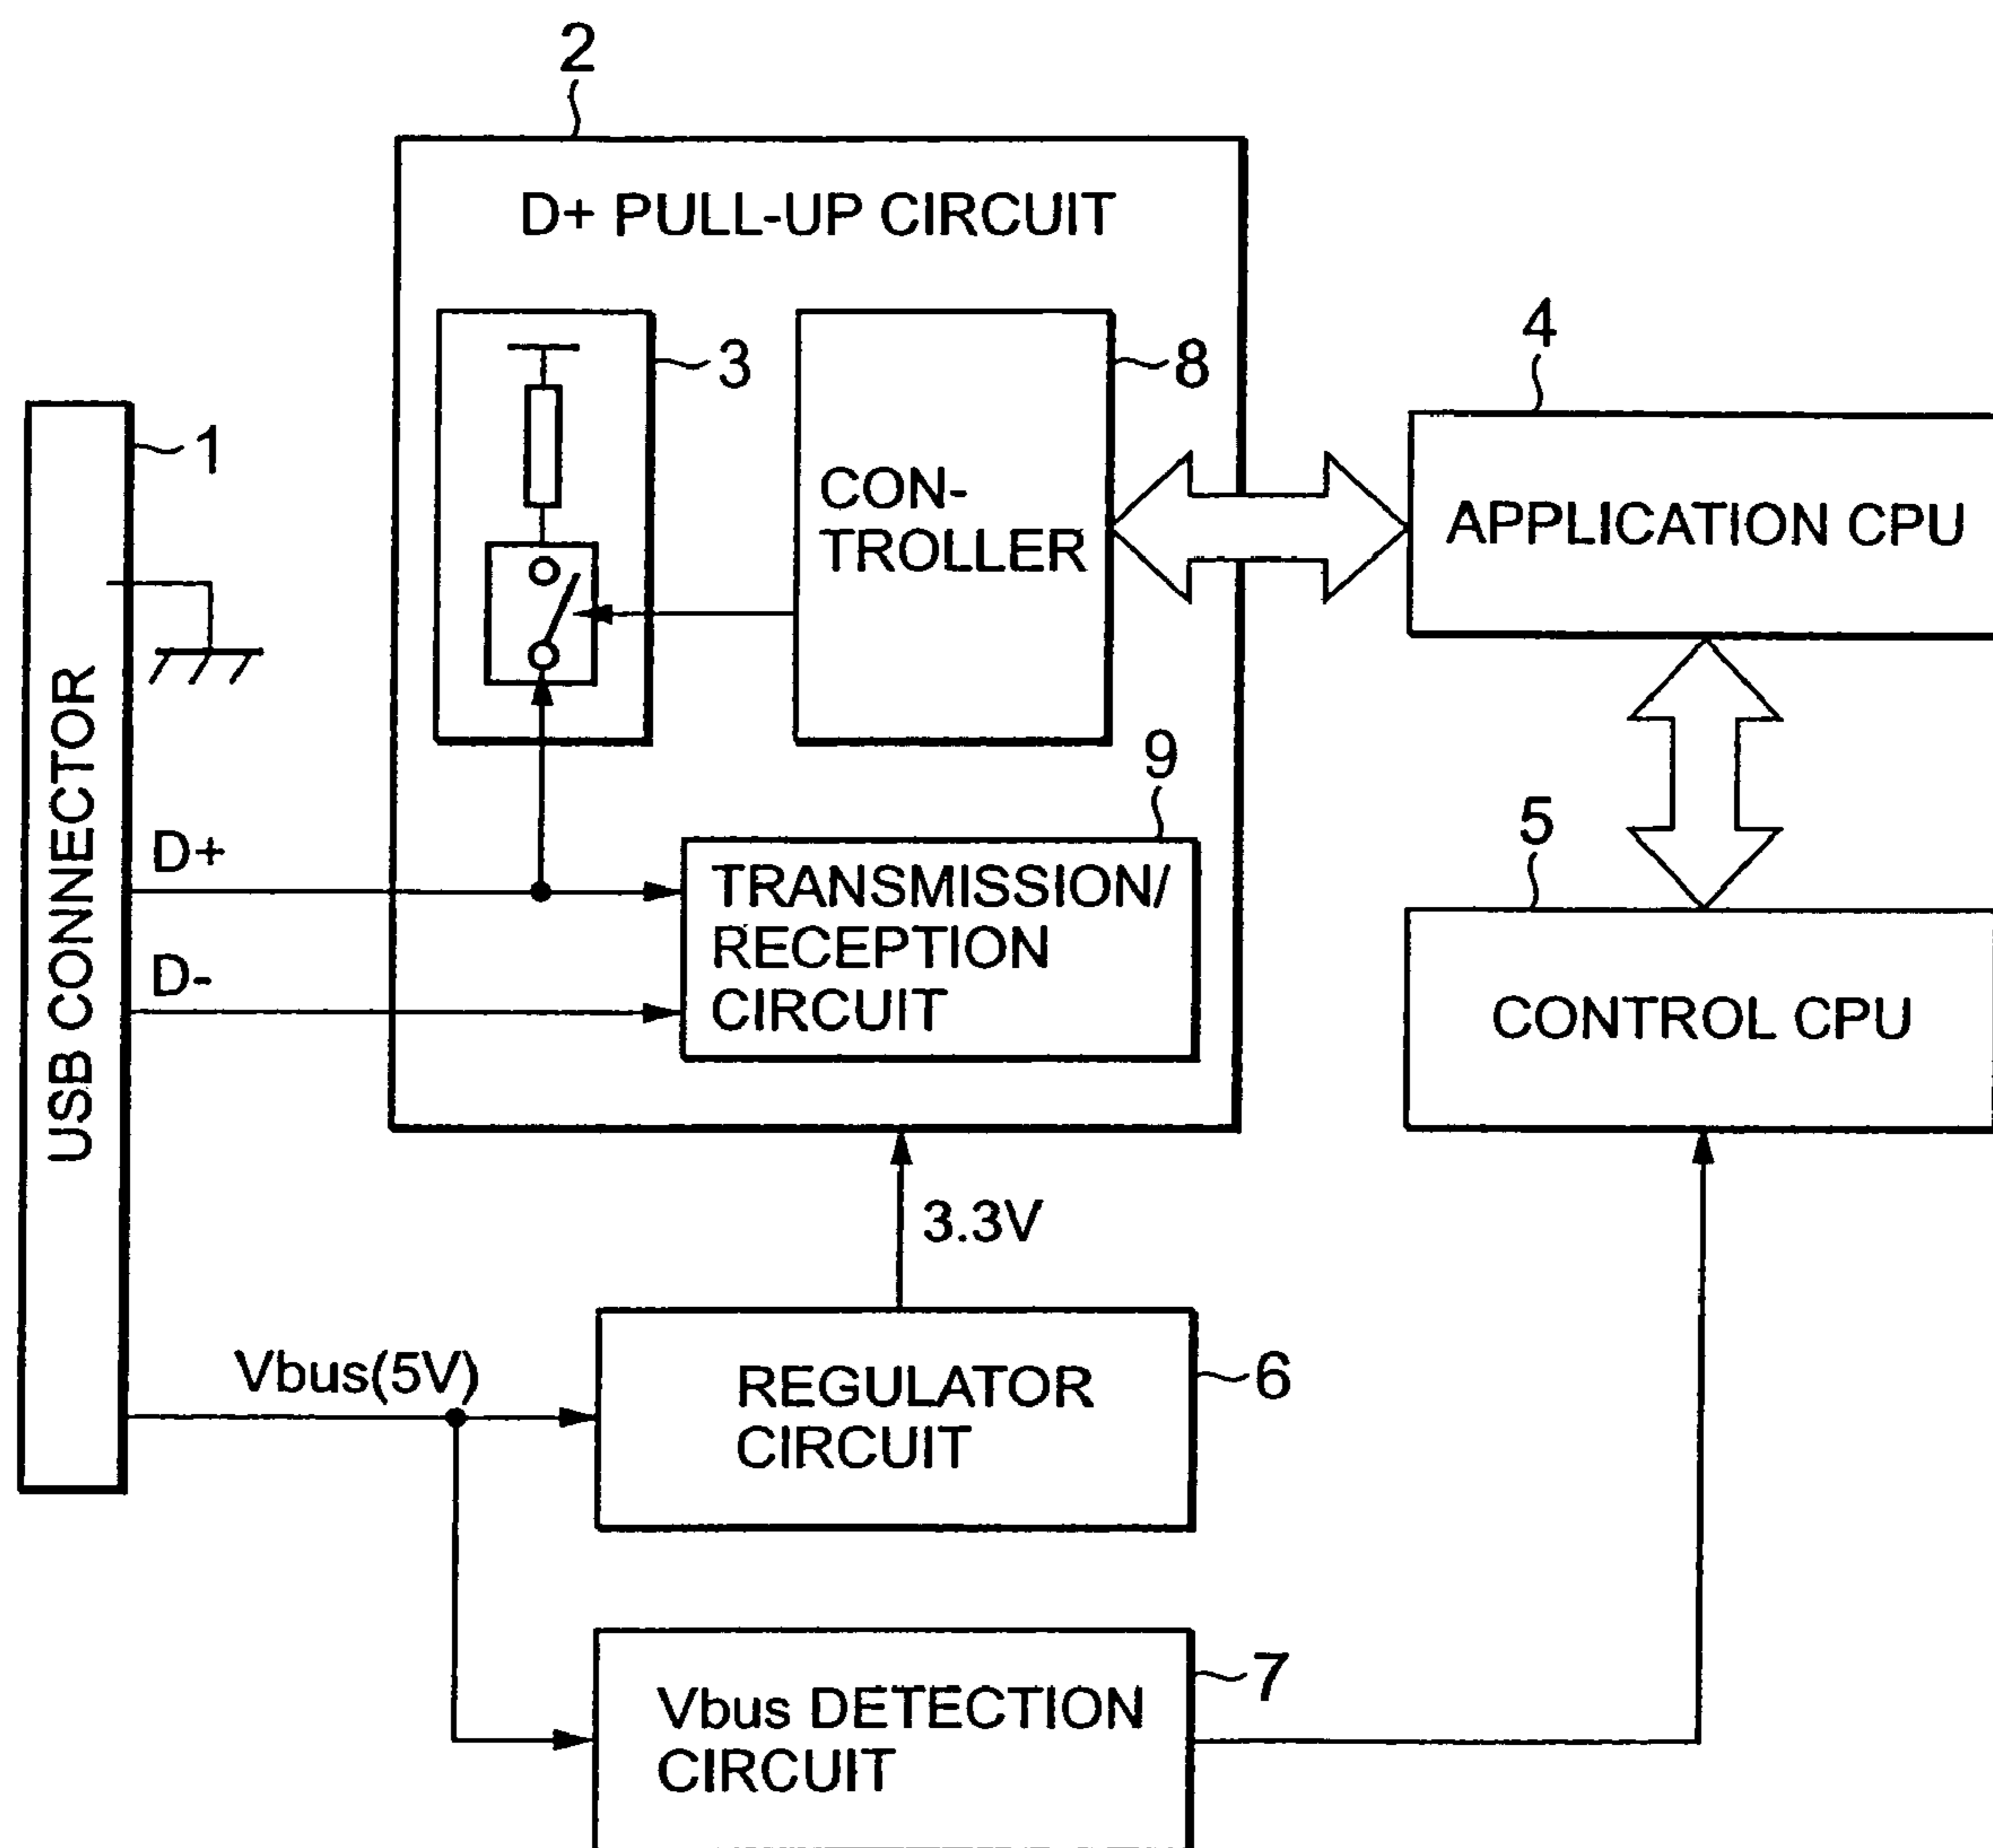 2
D+ PULL-UP CIRCUIT
3
8
4
1
CON-
TROLLER
APPLICATION CPU
USB CONNECTOR
9
5
D+
TRANSMISSION/
RECEPTION
CIRCUIT
D-
CONTROL CPU
3.3V
Vbus(5V)
REGULATOR
CIRCUIT
6
Vbus DETECTION
CIRCUIT
7